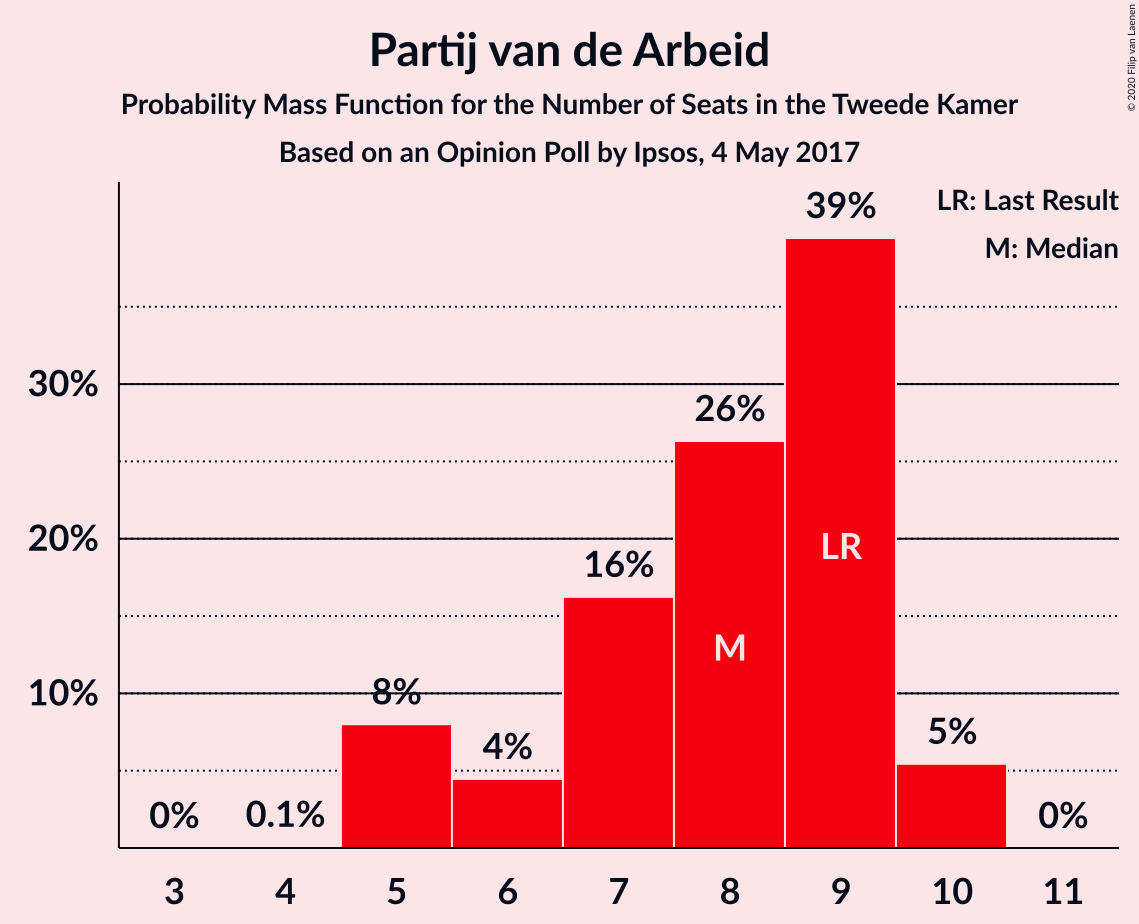 Partij van de Arbeid
Probability Mass Function for the Number of Seats in the Tweede Kamer
Based on an Opinion Poll by Ipsos, 4 May 2017
© 2020 Filip van Laenen
LR: Last Result
M: Median
39%
30%
26%
20%
LR
16%
M
10%
8%
4%
5%
0%
0.1%
0%
3 4 5 6 7 8 9 10 11